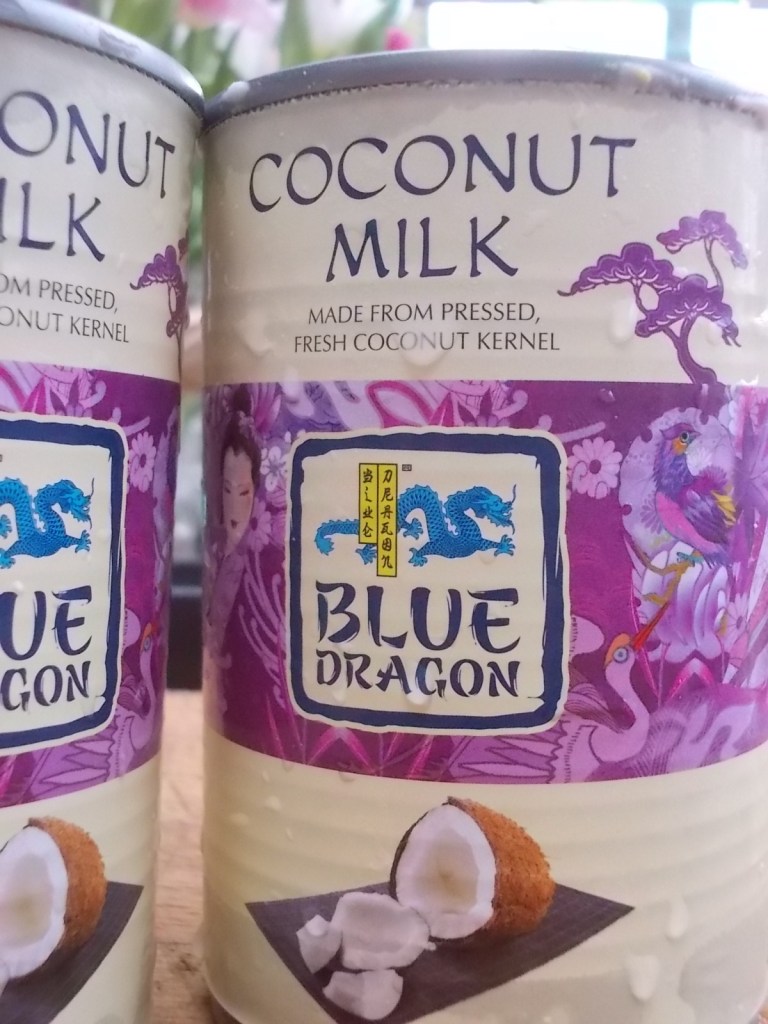 ONUT
ILK
OM PRESSED,
ONUT KERNEL
UE
GON
COCONUT
MILK
MADE FROM PRESSED,
FRESH COCONUT KERNEL
BLUE
DRAGON